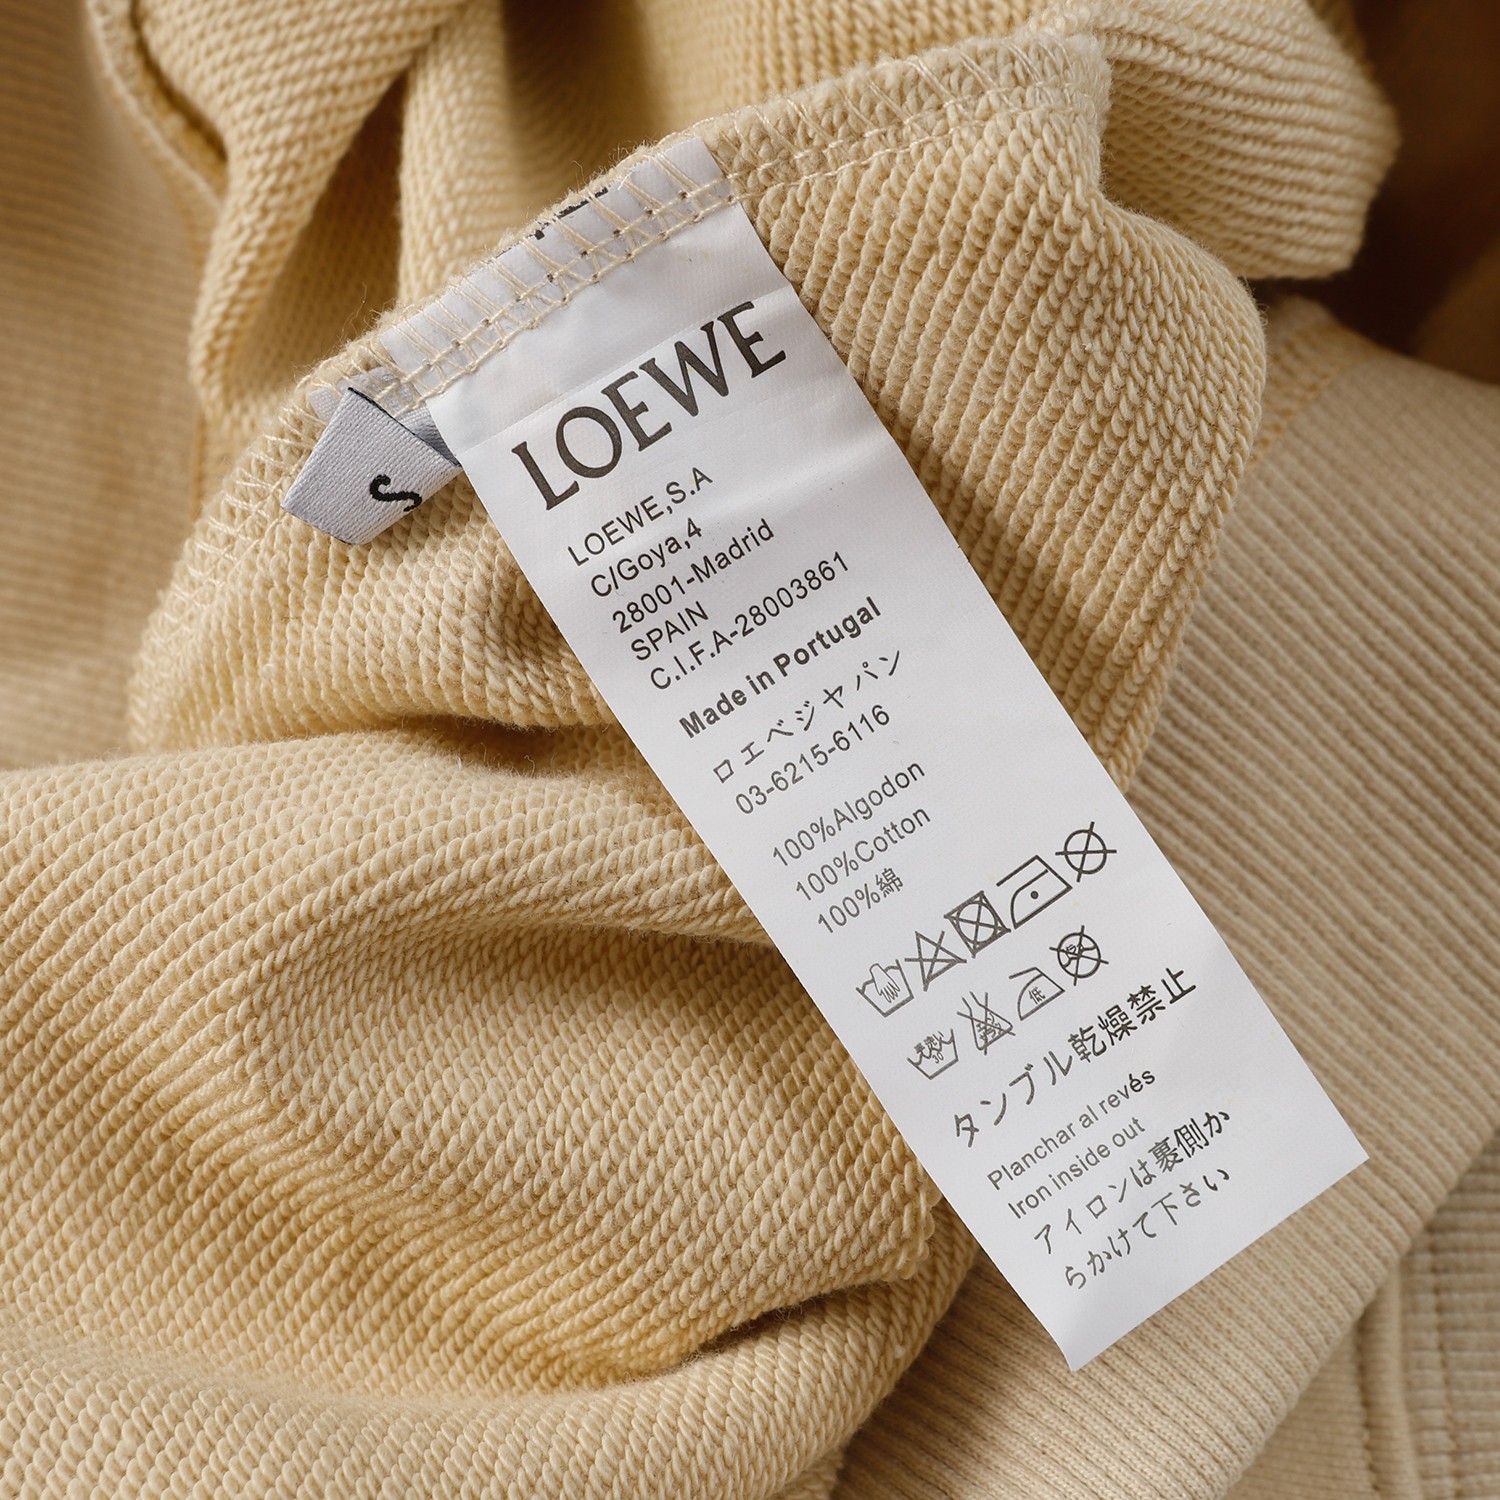 S
LOEWE
LOEWE,S.A
C/Goya,4
28001-Madrid
SPAIN
C.I.F.A-28003861
Made in Portugal
ロエベジャパン
03-6215-6116
100%Algodon
100%Cotton
100%綿
低
タンブル乾燥禁止
Planchar al revés
Iron inside out
アイロンは裏側か
らかけて下さい